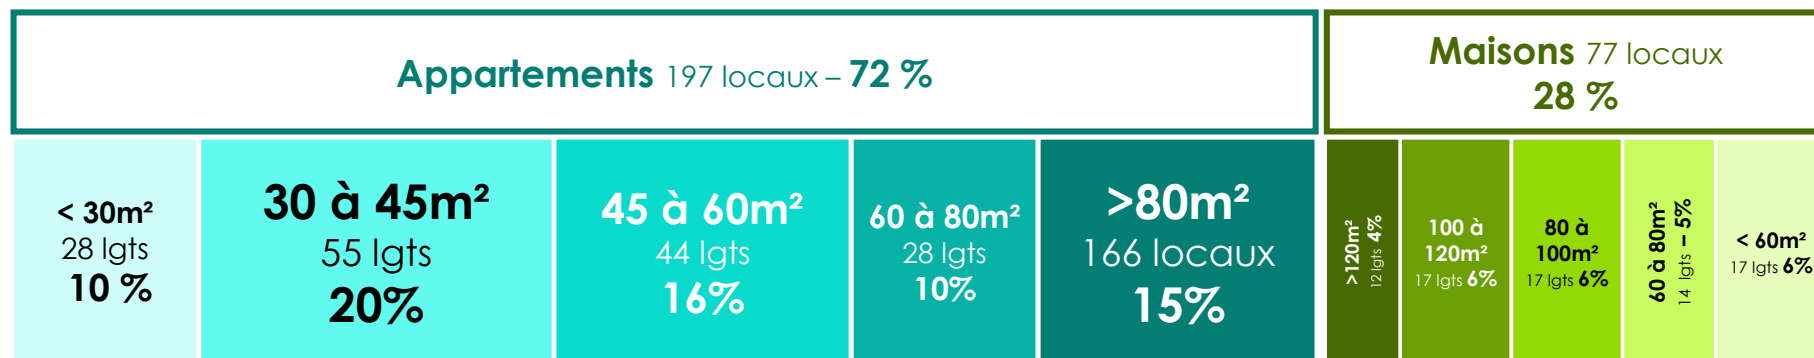 Appartements 197 locaux – 72 %
Maisons 77 locaux
28 %
< 30m²
28 lgts
10 %
30 à 45m²
55 lgts
20%
45 à 60m²
44 lgts
16%
60 à 80m²
28 lgts
10%
>80m²
166 locaux
15%
>120m²
12 lgts 4%
100 à
120m²
17 lgts 6%
80 à
100m²
17 lgts 6%
60 à 80m²
14 lgts – 5%
< 60m²
17 lgts 6%